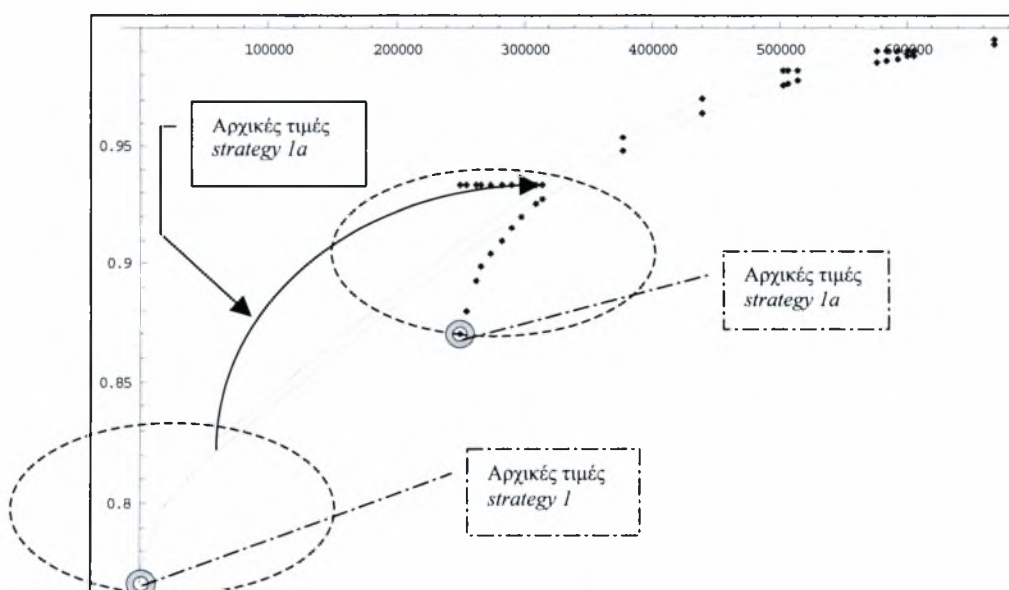 100000 200000 300000 400000 500000 600000
Αρχικές τιμές
strategy 1a
0.95
0.9
Αρχικές τιμές
strategy 1a
0.85
Αρχικές τιμές
strategy 1
0.8